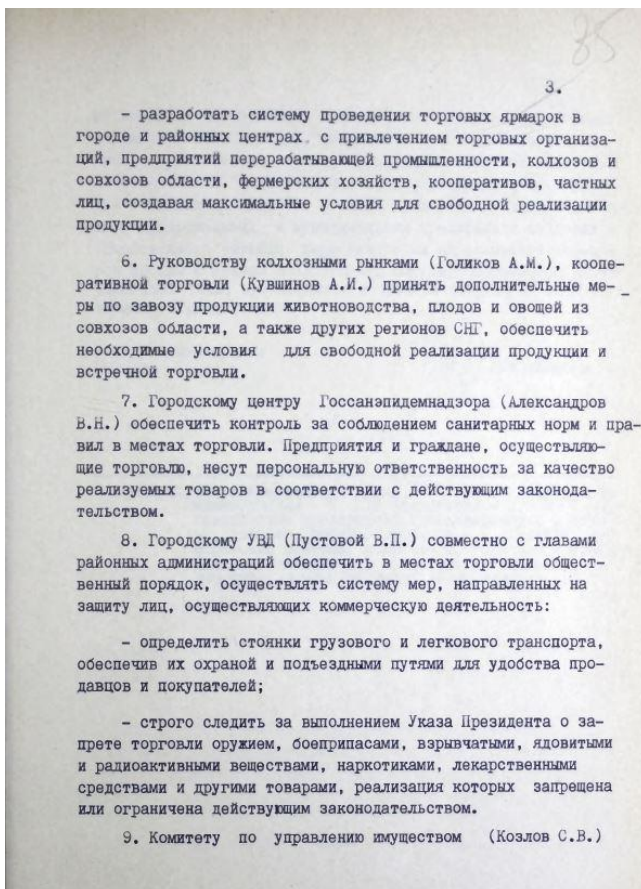 35
3.
- разработать систему проведения торговых ярмарок в
городе и районных центрах с привлечением торговых организа-
ций, предприятий перерабатывающей промышленности, колхозов и
совхозов области, фермерских хозяйств, кооперативов, частных
лиц, создавая максимальные условия для свободной реализации
продукции.
6. Руководству колхозными рынками (Голиков А.М.), коопе-
ративной торговли (Кувшинов А.И.) принять дополнительные ме-
ры по завозу продукции животноводства, плодов и овощей из
совхозов области, а также других регионов СНГ, обеспечить
необходимые условия для свободной реализации продукции и
встречной торговли.
7. Городскому центру Госсанэпидемнадзора (Александров
В.Н.) обеспечить контроль за соблюдением санитарных норм и пра-
вил в местах торговли. Предприятия и граждане, осуществляю-
щие торговлю, несут персональную ответственность за качество
реализуемых товаров в соответствии с действующим законода-
тельством.
8. Городскому УВД (Пустовой В.П.) совместно с главами
районных администраций обеспечить в местах торговли общест-
венный порядок, осуществлять систему мер, направленных на
защиту лиц, осуществляющих коммерческую деятельность:
- определить стоянки грузового и легкового транспорта,
обеспечив их охраной и подъездными путями для удобства про-
давцов и покупателей;
- строго следить за выполнением Указа Президента о за-
прете торговли оружием, боеприпасами, взрывчатыми, ядовитыми
и радиоактивными веществами, наркотиками, лекарственными
средствами и другими товарами, реализация которых запрещена
или ограничена действующим законодательством.
9. Комитету по управлению имуществом (Козлов С.В.)